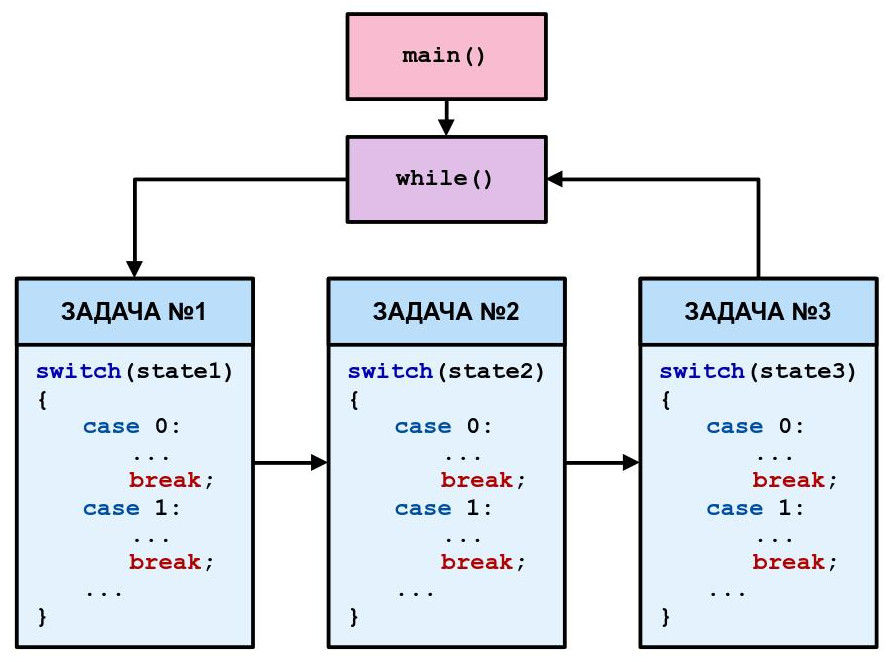 main()
while()
ЗАДАЧА №1
switch(state1)
{
case 0:
...
break;
case 1:
...
break;
...
}
ЗАДАЧА №2
switch(state2)
{
case 0:
...
break;
case 1:
...
break;
...
}
ЗАДАЧА №3
switch(state3)
{
case 0:
...
break;
case 1:
...
break;
...
}